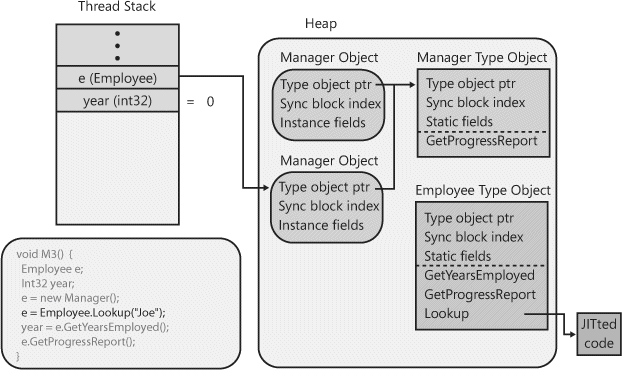 Thread Stack
e (Employee)
year (int32)
= 0
void M3() {
Employee e;
Int32 year;
e = new Manager();
e = Employee.Lookup("Joe");
year = e.GetYearsEmployed();
e.GetProgressReport();
}
Heap
Manager Object
Type object ptr
Sync block index
Instance fields
Manager Object
Type object ptr
Sync block index
Instance fields
Manager Type Object
Type object ptr
Sync block index
Static fields
GetProgressReport
Employee Type Object
Type object ptr
Sync block index
Static fields
GetYearsEmployed
GetProgressReport
Lookup
JITted
code